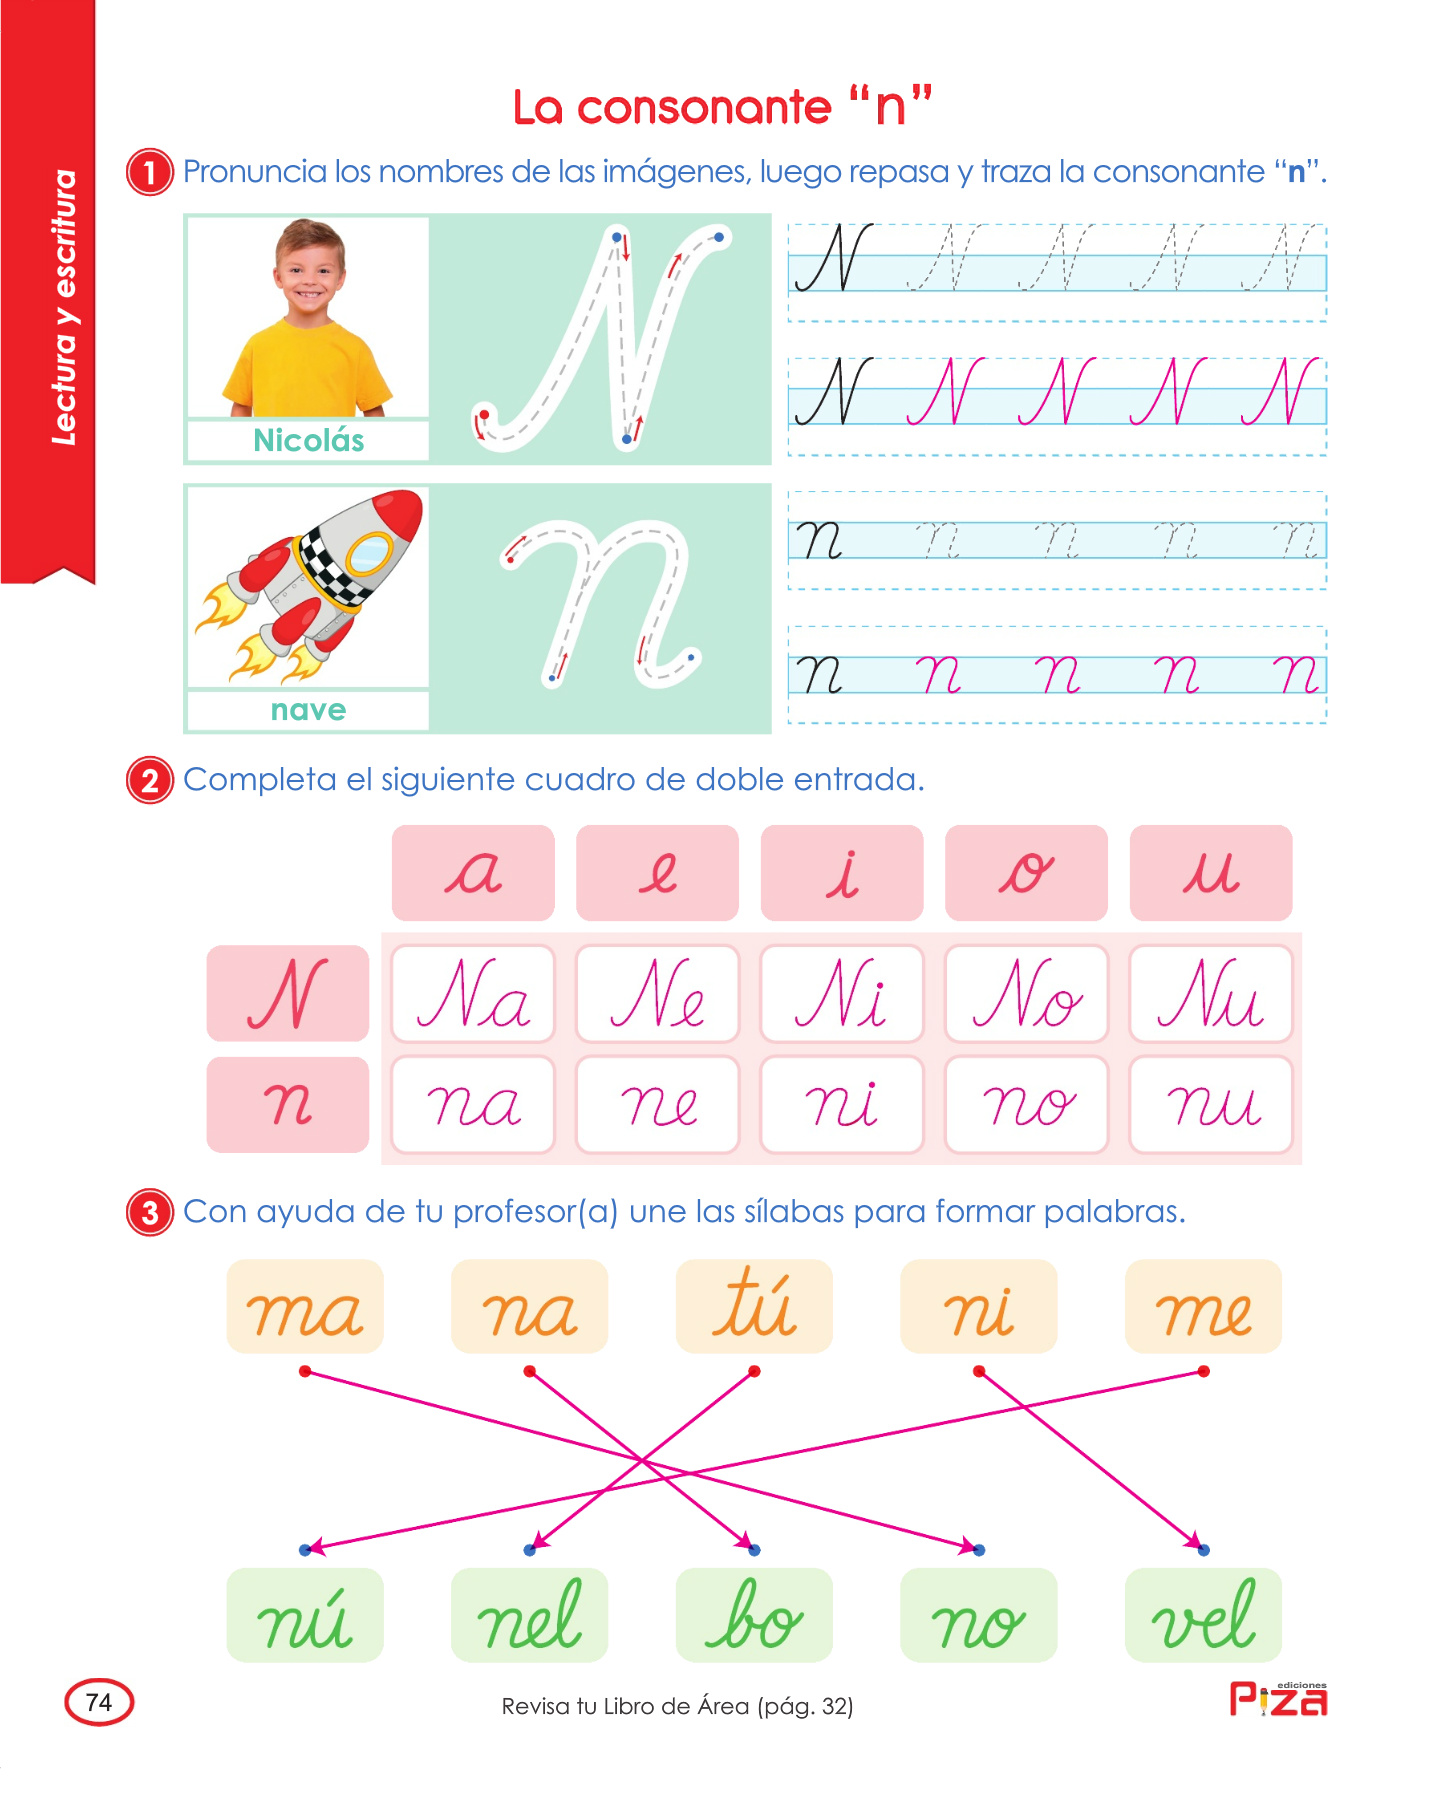 Lectura y escritura
La consonante “n”
1 Pronuncia los nombres de las imágenes, luego repasa y traza la consonante “n”.
N
N N N N N
N N N N N
Nicolás
n
n n n n n
n n n n n
nave
2 Completa el siguiente cuadro de doble entrada.
a e i o u
N Na Ne Ni No Nu
n na ne ni no nu
3 Con ayuda de tu profesor(a) une las sílabas para formar palabras.
ma na tú ni me
nú nel bo no vel
74
Revisa tu Libro de Área (pág. 32)
ediciones
Piza